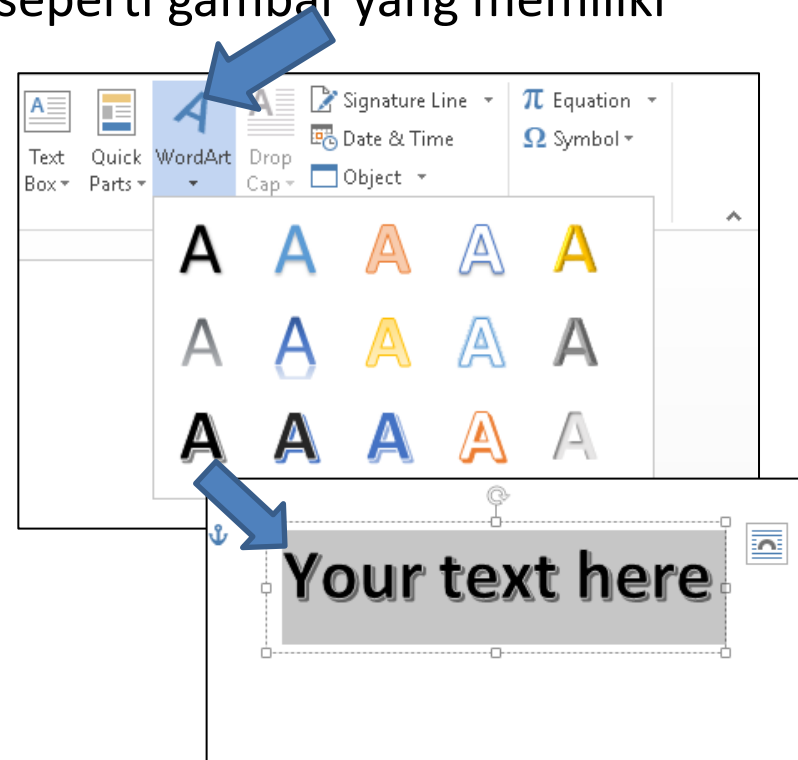 seperti gambar yang memiliki
Text Box
Quick Parts
WordArt
Drop Cap
Signature Line
Date & Time
Object
π Equation
Ω Symbol
A A A A A
A A A A A
A A A A A
Your text here